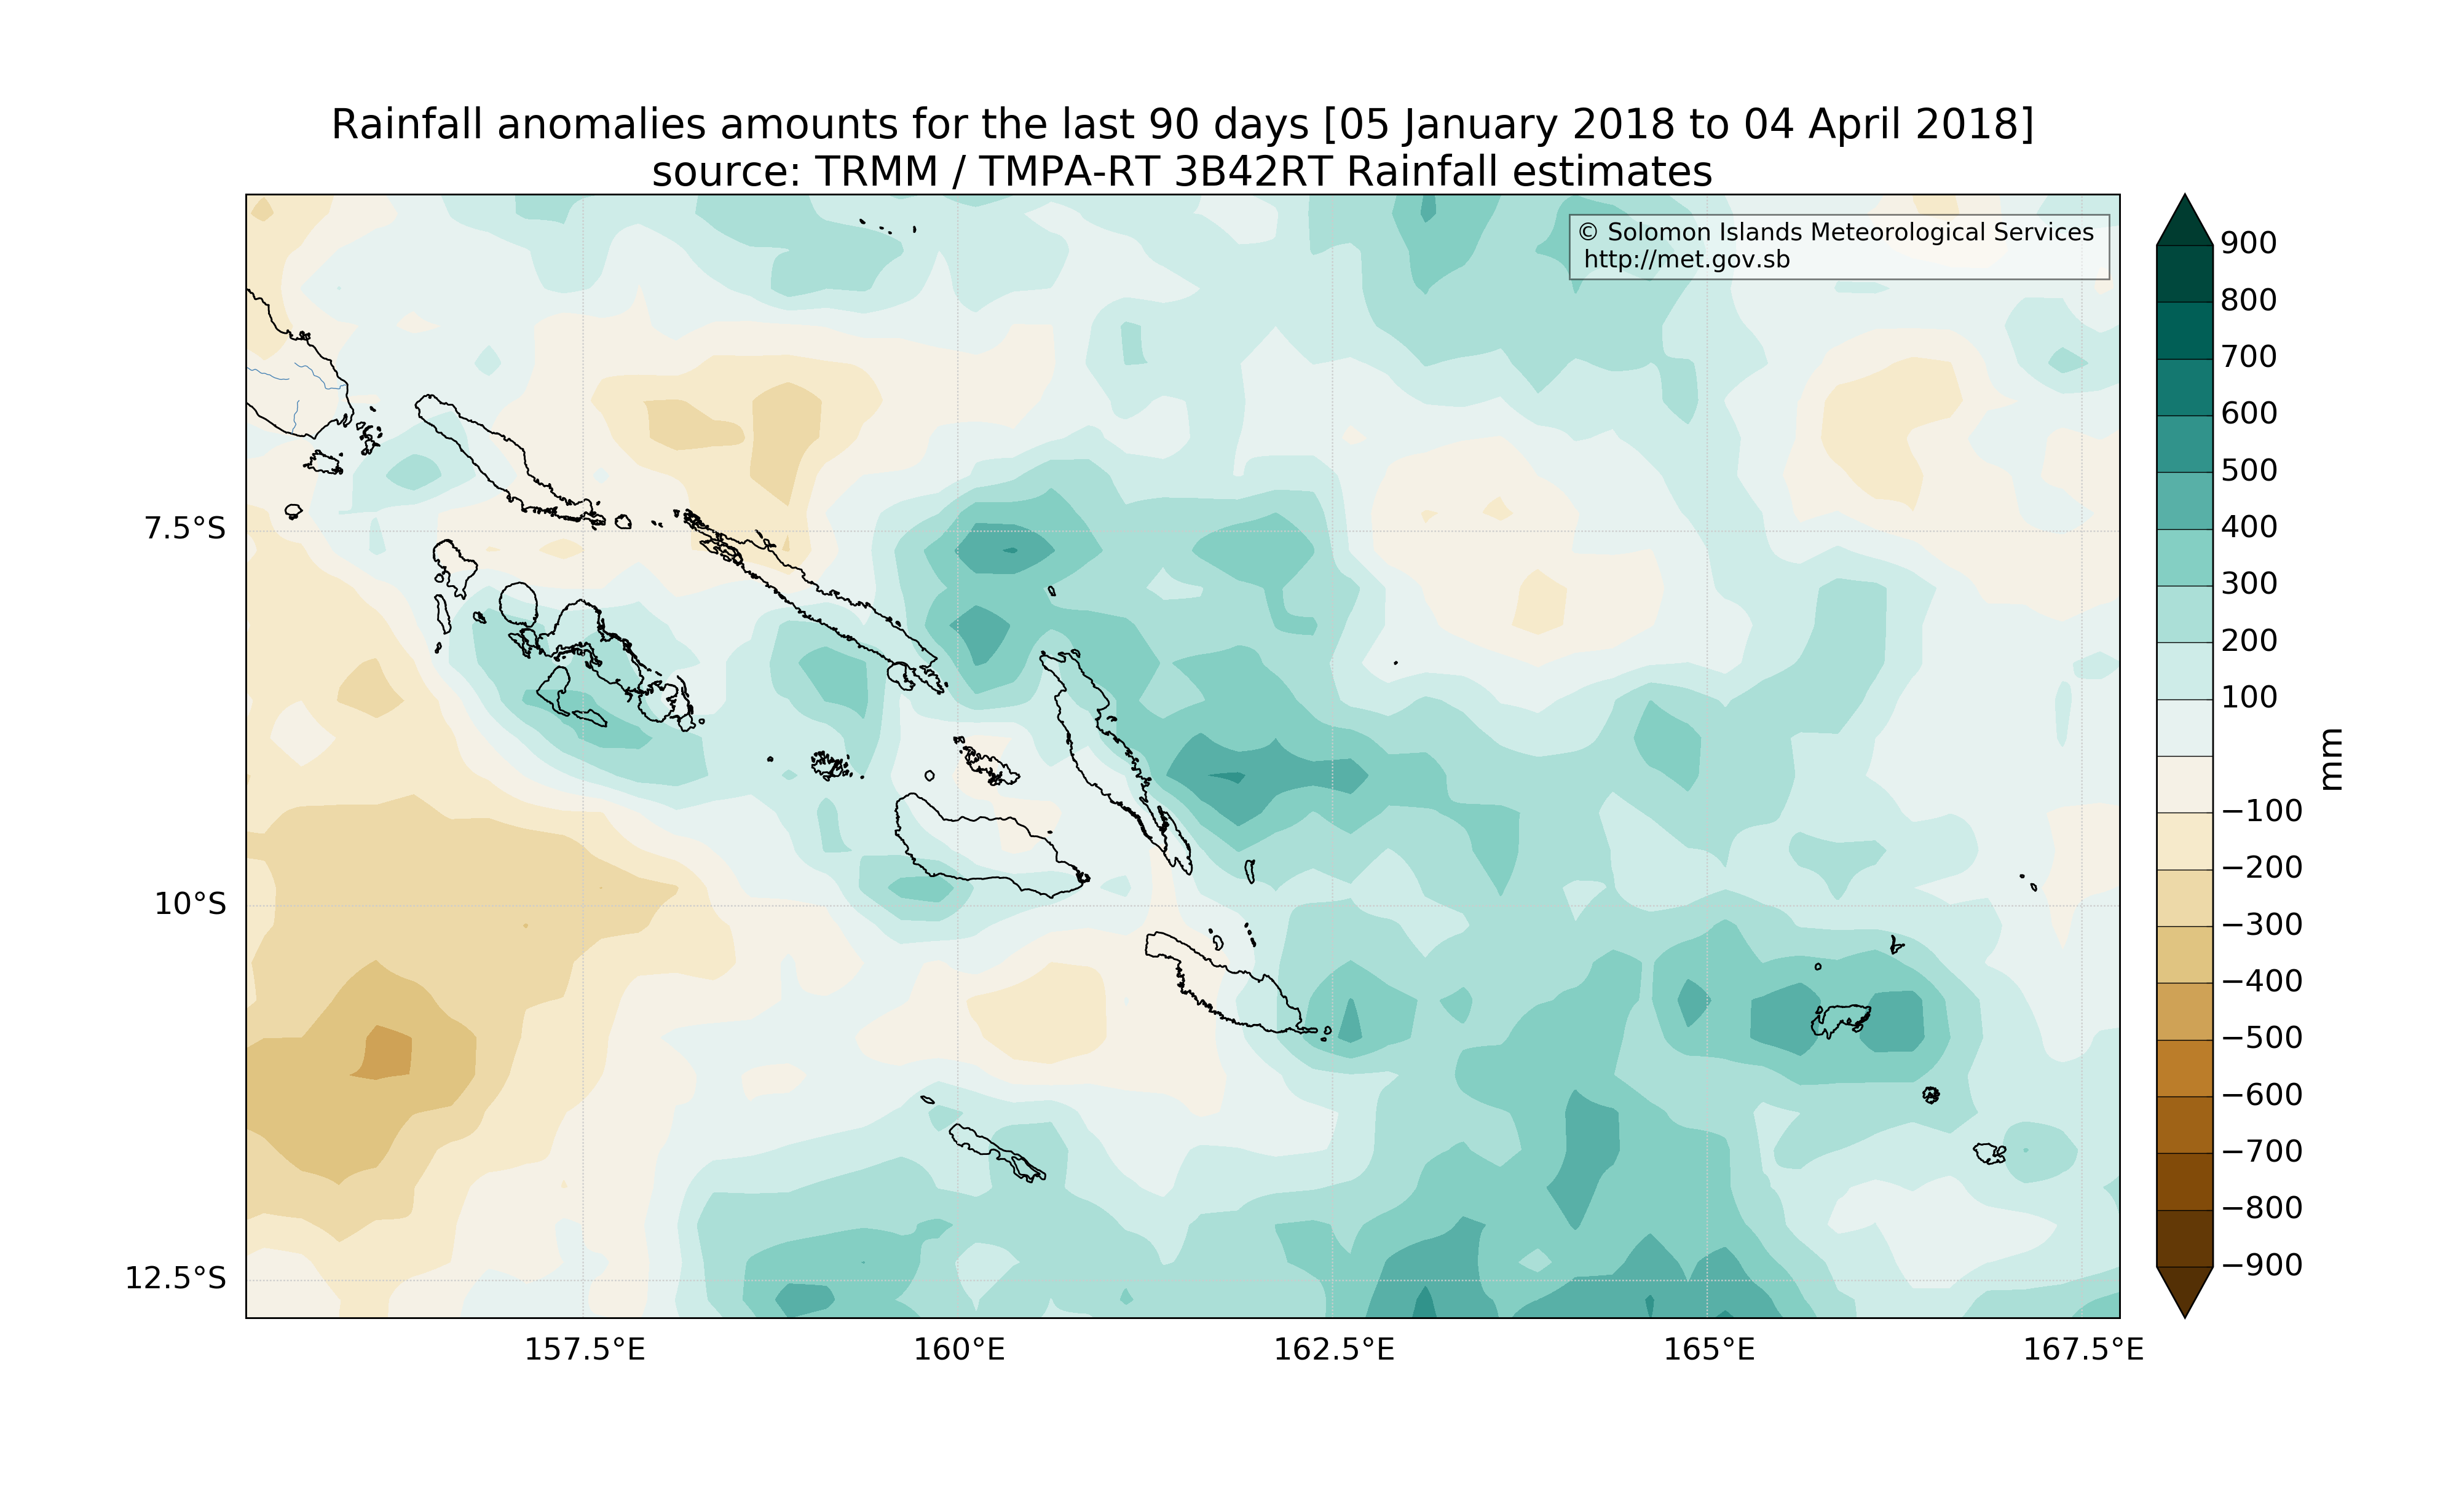 Rainfall anomalies amounts for the last 90 days [05 January 2018 to 04 April 2018]
source: TRMM / TMPA-RT 3B42RT Rainfall estimates
© Solomon Islands Meteorological Services
http://met.gov.sb
7.5°S
10°S
12.5°S
157.5°E
160°E
162.5°E
165°E
167.5°E
900
800
700
600
500
400
300
200
100
−100
−200
−300
−400
−500
−600
−700
−800
−900
mm